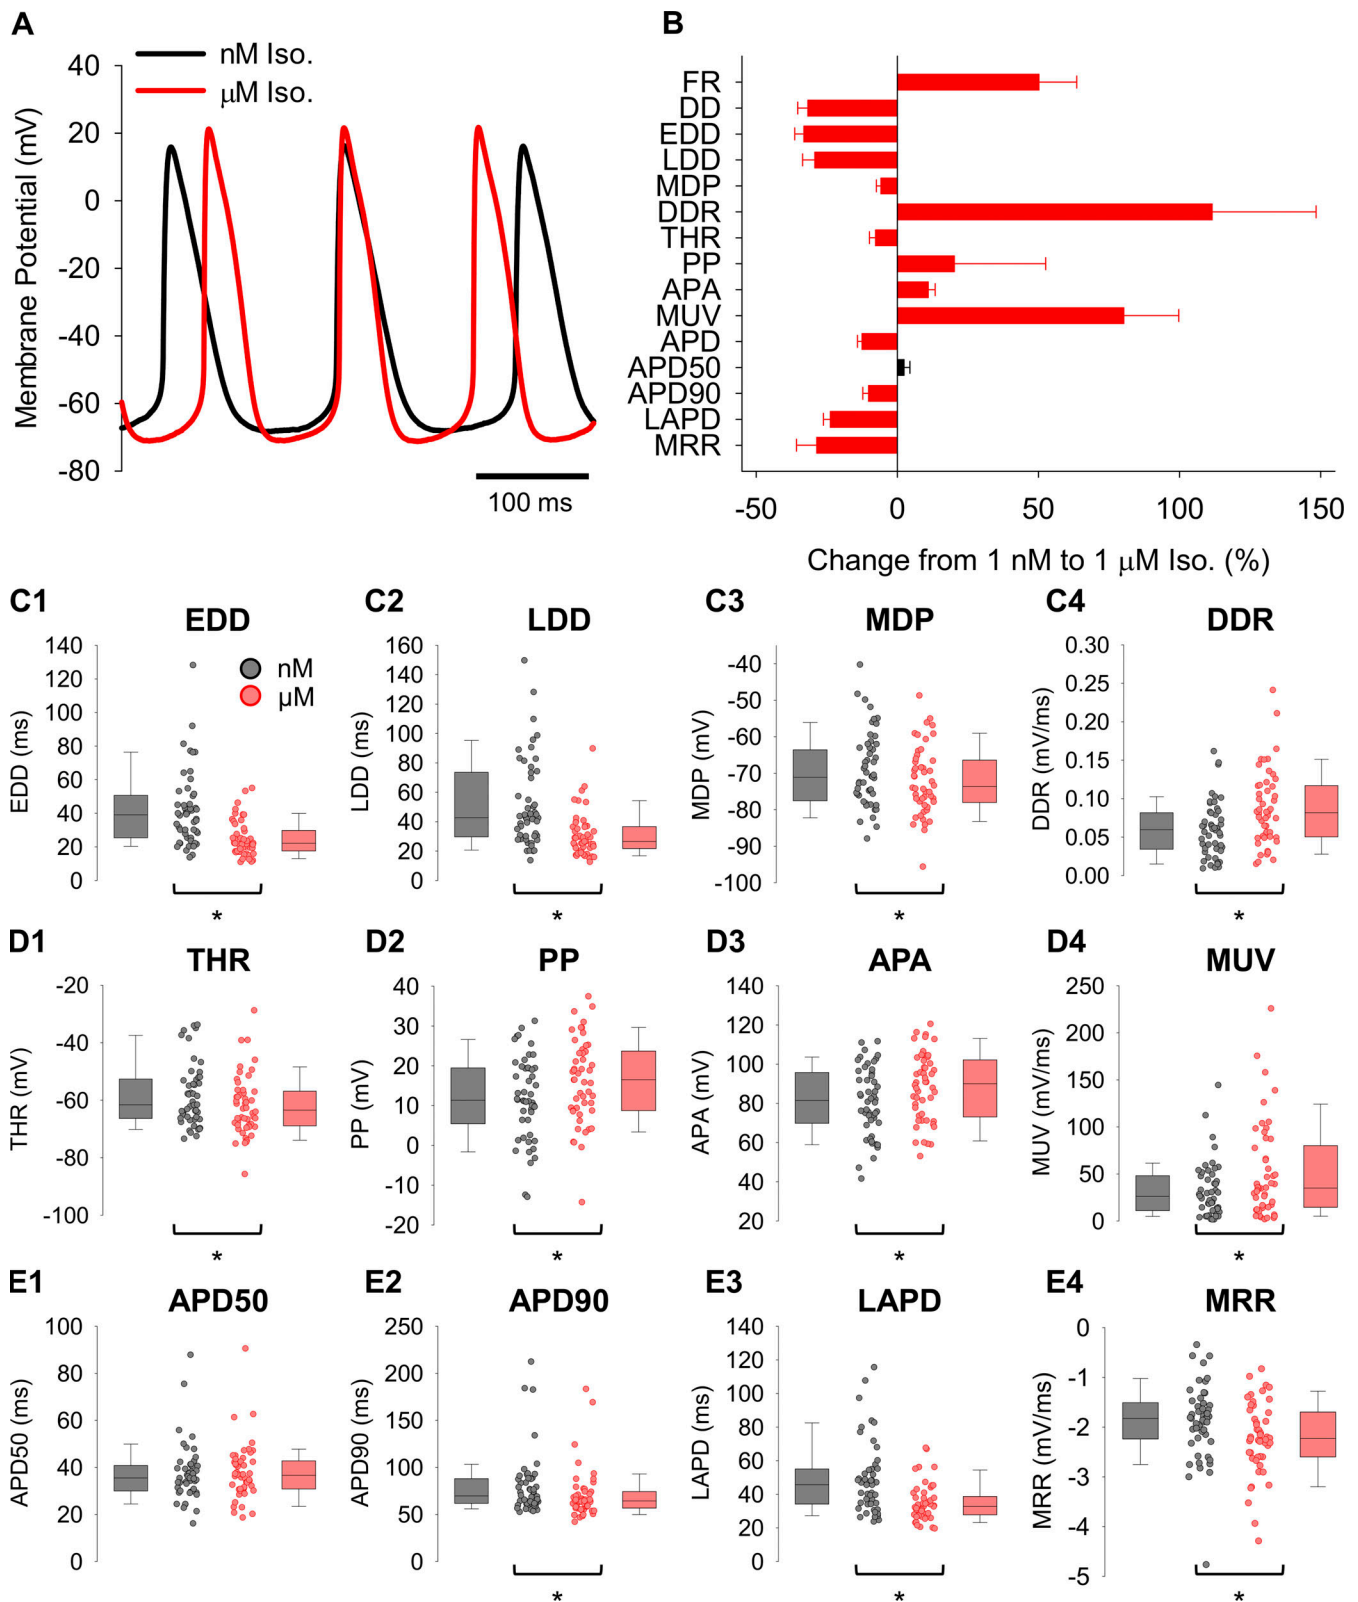 A
nM Iso.
μM Iso.
Membrane Potential (mV)
40
20
0
-20
-40
-60
-80
100 ms
B
FR
DD
EDD
LDD
MDP
DDR
THR
PP
APA
MUV
APD
APD50
APD90
LAPD
MRR
-50 0 50 100 150
Change from 1 nM to 1 μM Iso. (%)
C1
EDD
EDD (ms)
140
120
100
80
60
40
20
0
nM
μM
*
C2
LDD
LDD (ms)
160
140
120
100
80
60
40
20
0
*
C3
MDP
MDP (mV)
-40
-50
-60
-70
-80
-90
-100
*
C4
DDR
DDR (mV/ms)
0.30
0.25
0.20
0.15
0.10
0.05
0.00
*
D1
THR
THR (mV)
-20
-40
-60
-80
-100
*
D2
PP
PP (mV)
40
30
20
10
0
-10
-20
*
D3
APA
APA (mV)
140
120
100
80
60
40
20
*
D4
MUV
MUV (mV/ms)
250
200
150
100
50
0
*
E1
APD50
APD50 (ms)
100
80
60
40
20
0
E2
APD90
APD90 (ms)
250
200
150
100
50
0
*
E3
LAPD
LAPD (ms)
140
120
100
80
60
40
20
0
*
E4
MRR
MRR (mV/ms)
0
-1
-2
-3
-4
-5
*